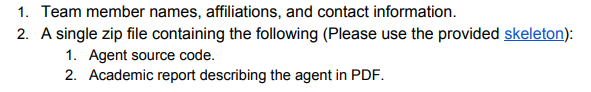 1. Team member names, affiliations, and contact information.
2. A single zip file containing the following (Please use the provided skeleton):
1. Agent source code.
2. Academic report describing the agent in PDF.